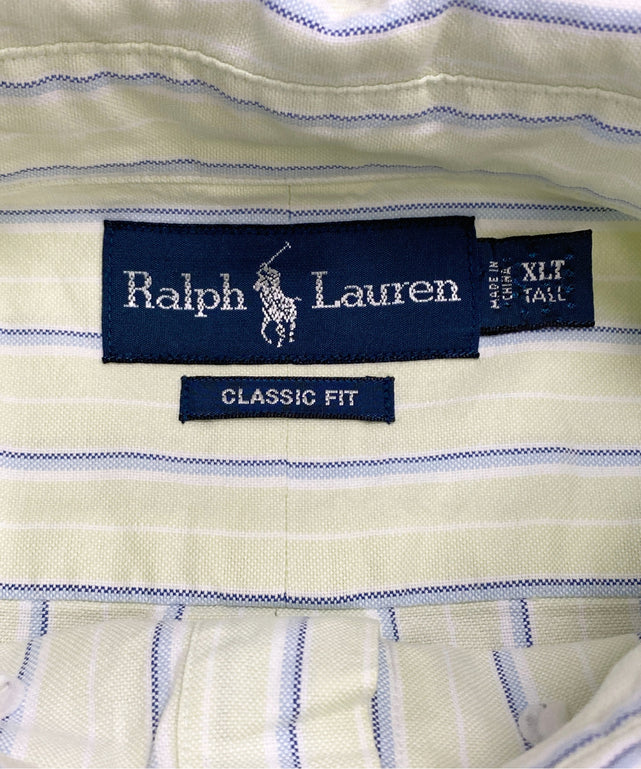 Ralph Lauren
MADE IN
CHINA
XLT
TALL
CLASSIC FIT